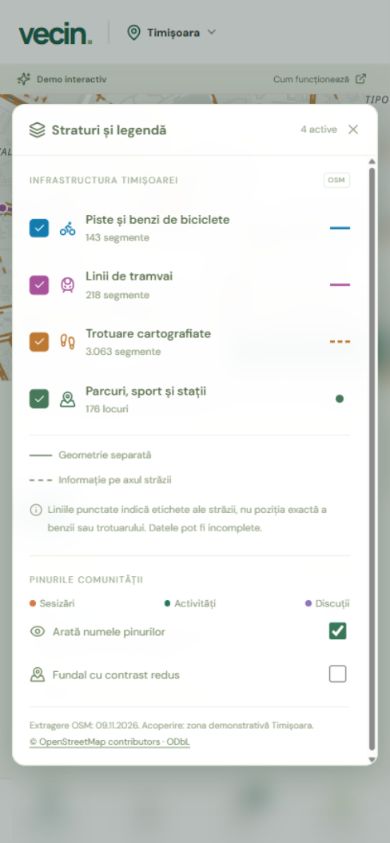 vecin.
Timișoara
Demo interactiv
Cum funcționează
TIPO
Straturi și legendă
4 active
INFRASTRUCTURA TIMIȘOAREI
OSM
Piste și benzi de biciclete
143 segmente
Linii de tramvai
218 segmente
Trotuare cartografiate
3.063 segmente
Parcuri, sport și stații
176 locuri
Geometrie separată
Informație pe axul străzii
Liniile punctate indică etichete ale străzii, nu poziția exactă a
benzii sau trotuarului. Datele pot fi incomplete.
PINURILE COMUNITĂȚII
Sesizări
Activități
Discuții
Arată numele pinurilor
Fundal cu contrast redus
Extragere OSM: 09.11.2026. Acoperire: zona demonstrativă Timișoara.
© OpenStreetMap contributors · ODbL